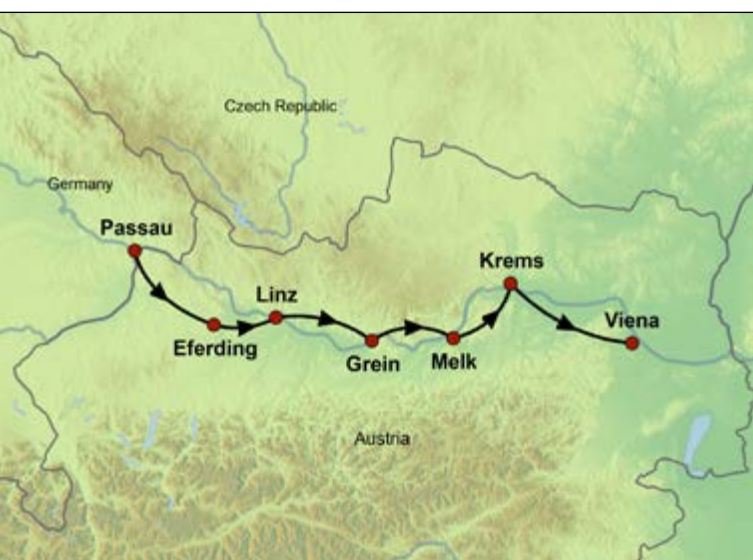 Czech Republic
Germany
Passau
Krems
Linz
Viena
Eferding
Grein
Melk
Austria